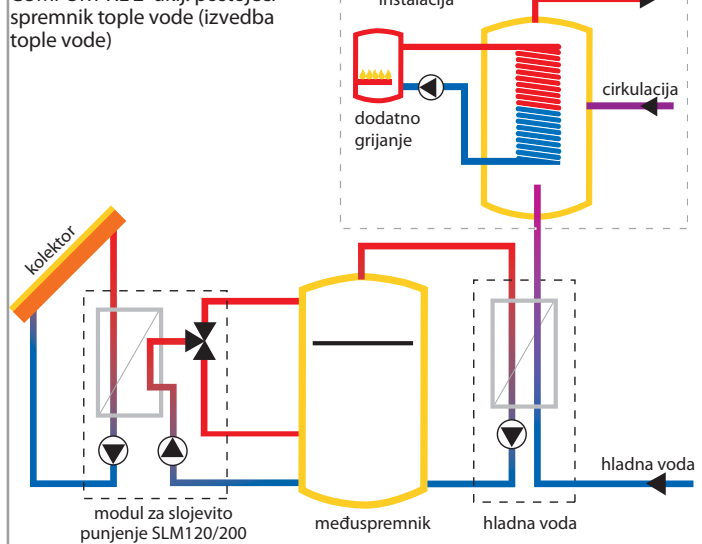 spremnik tople vode (izvedba
tople vode)
instalacija
cirkulacija
dodatno
grijanje
kolektor
hladna voda
modul za slojevito
punjenje SLM120/200
međuspremnik
hladna voda